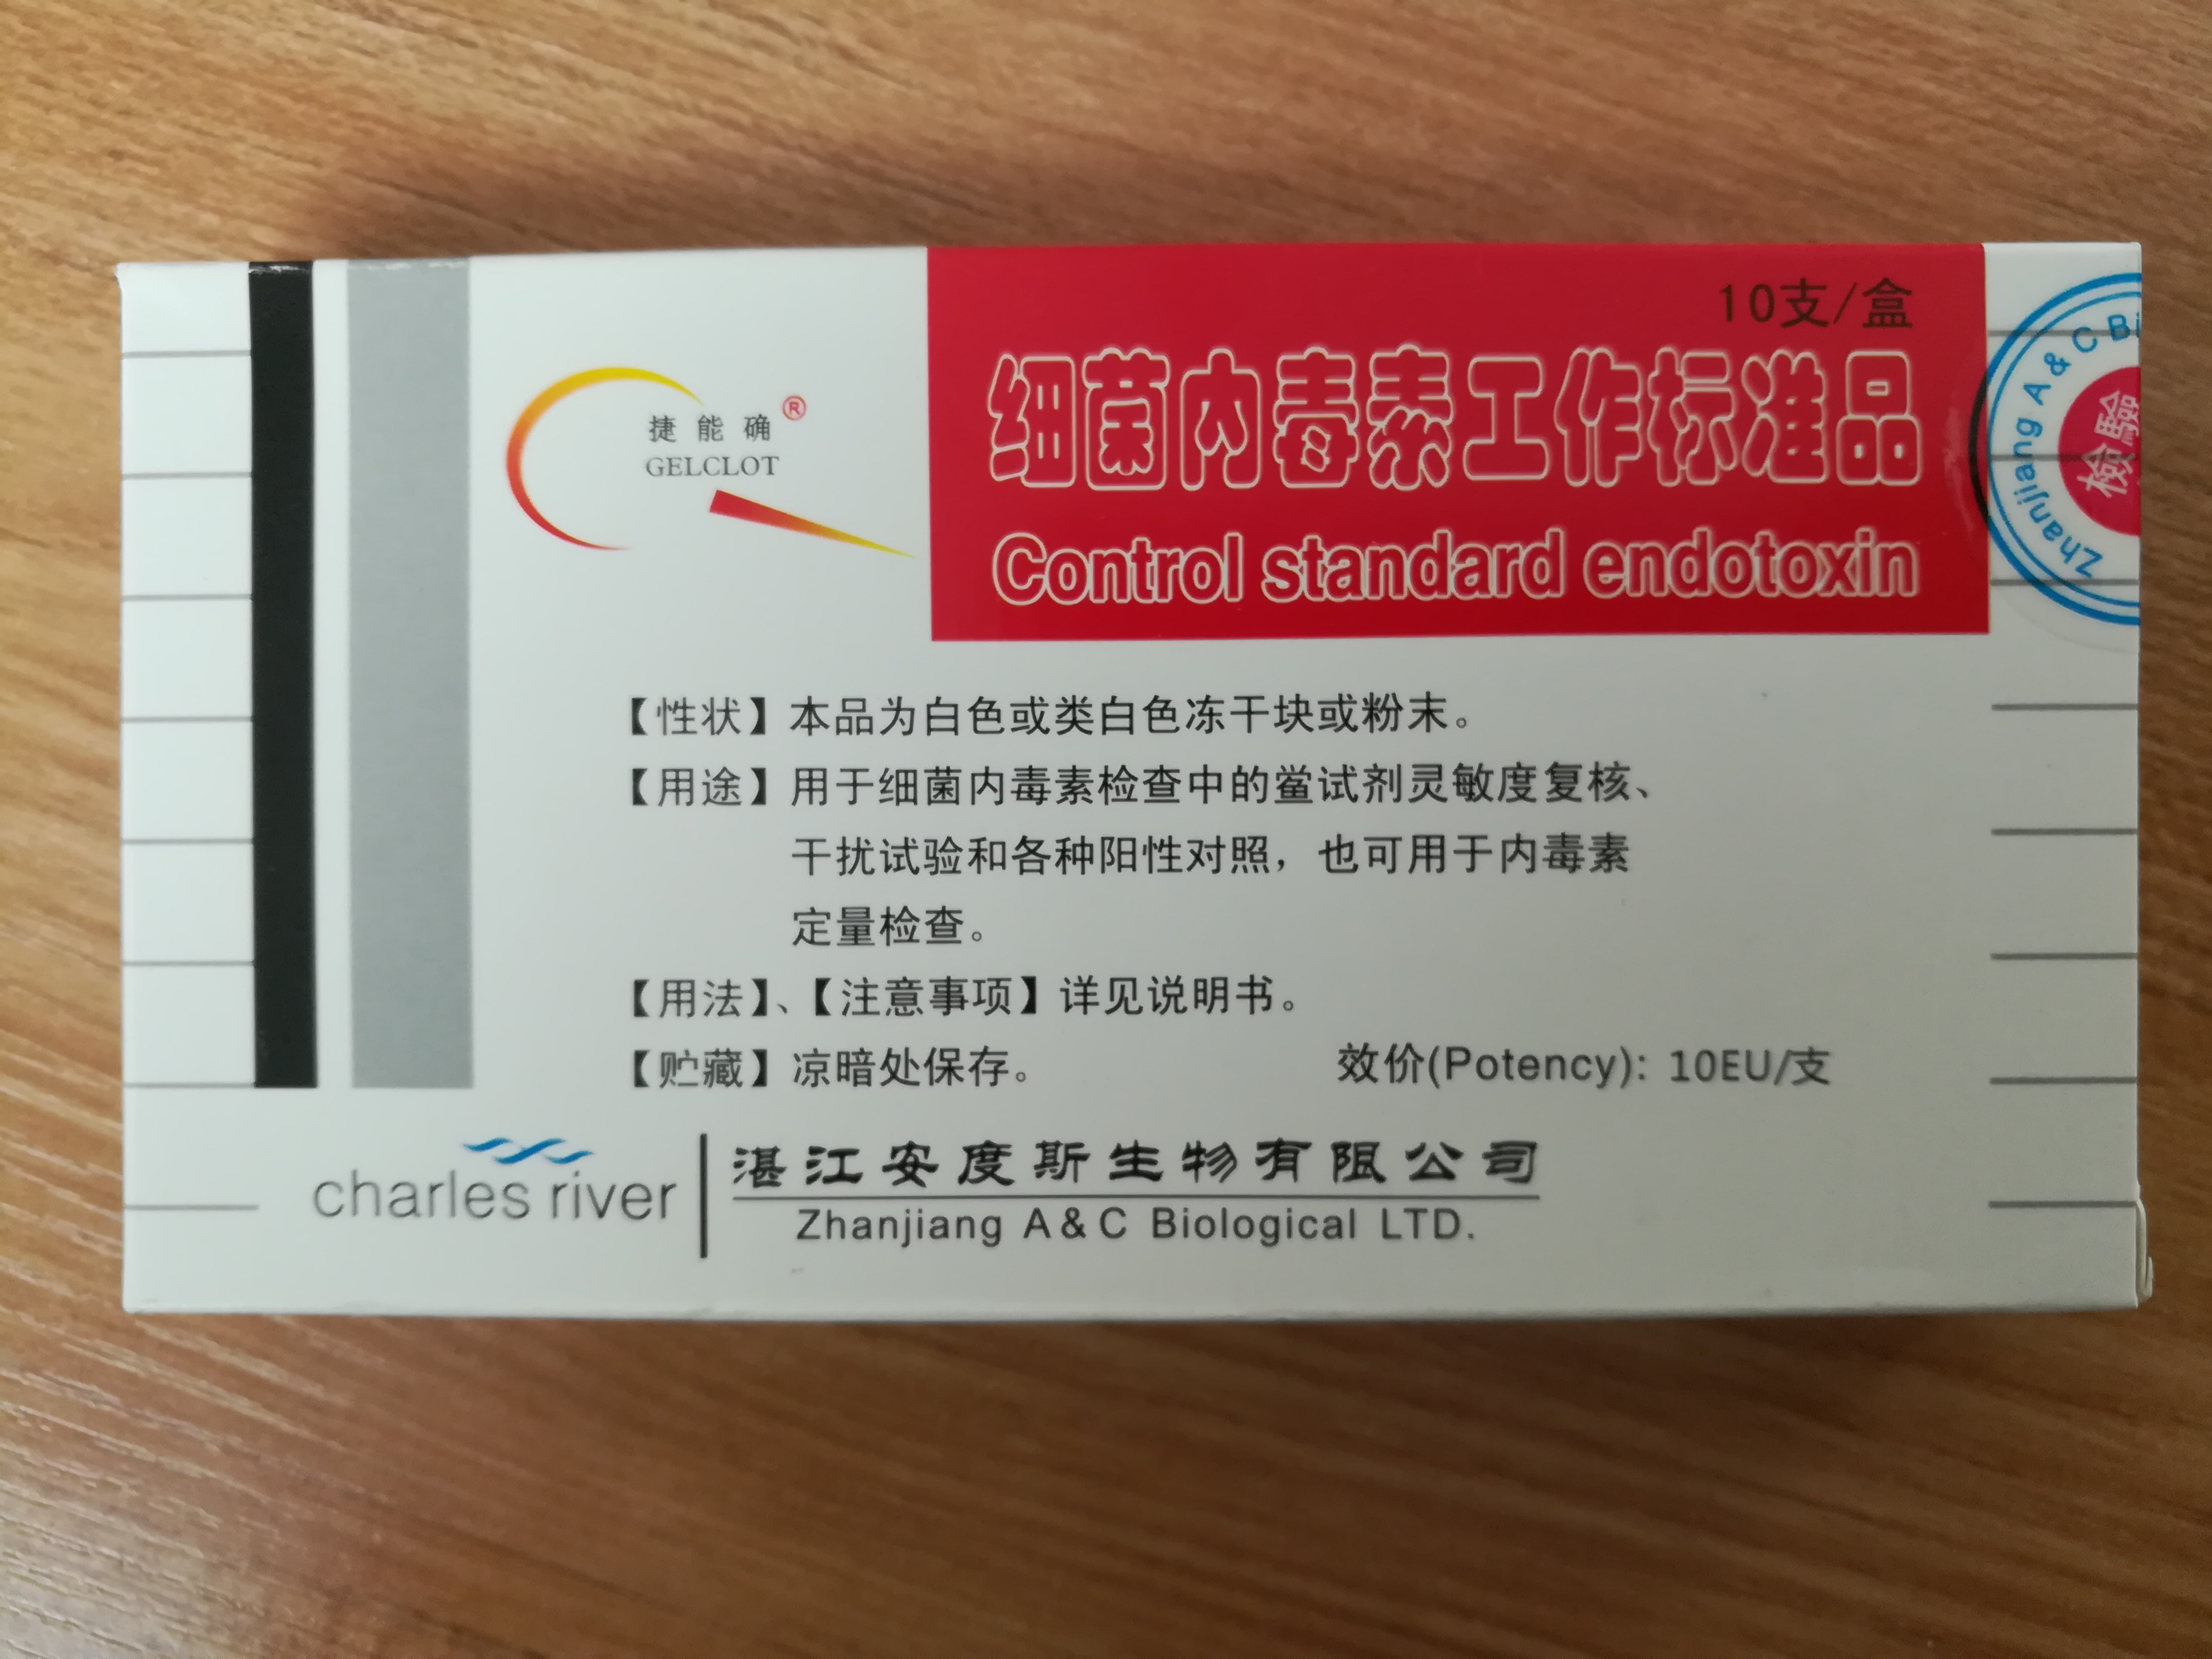 10支/盒
细菌内毒素工作标准品
Control standard endotoxin
捷能确®
GELCLOT
Zhanjiang A & C Bi
檢驗
【性状】本品为白色或类白色冻干块或粉末。
【用途】用于细菌内毒素检查中的鲎试剂灵敏度复核、
干扰试验和各种阳性对照，也可用于内毒素
定量检查。
【用法】、【注意事项】详见说明书。
【贮藏】凉暗处保存。 效价(Potency): 10EU/支
charles river
湛江安度斯生物有限公司
Zhanjiang A&C Biological LTD.